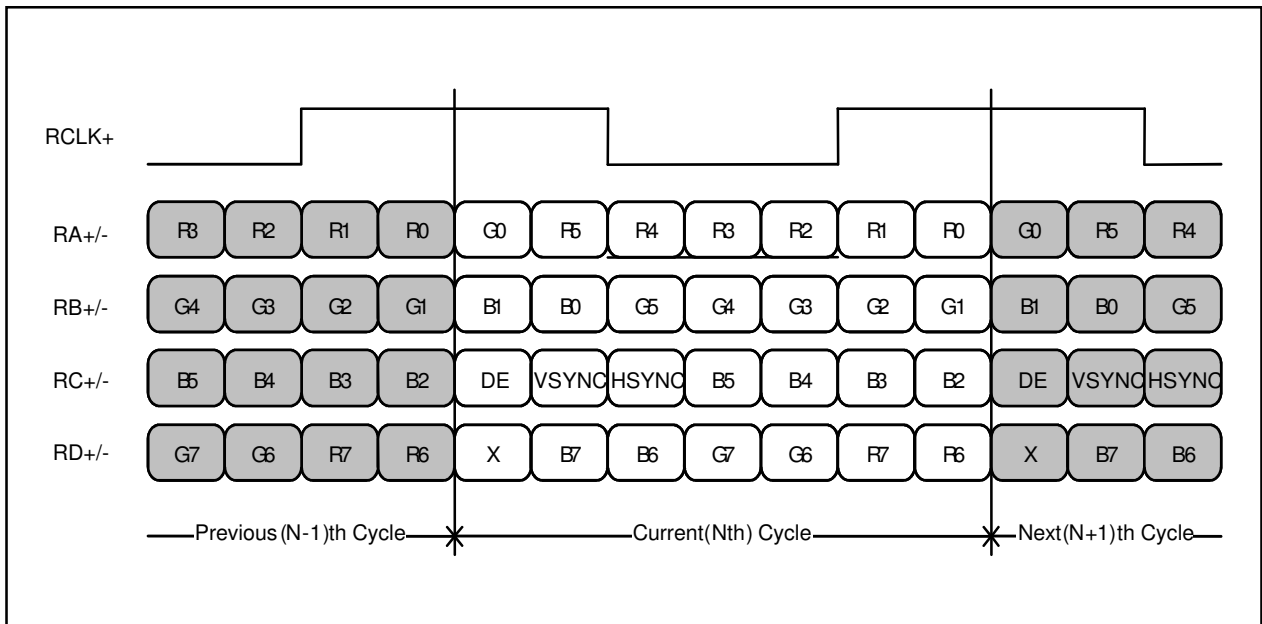 RCLK+
RA+/- R3 R2 R1 R0 G0 R5 R4 R3 R2 R1 R0 G0 R5 R4
RB+/- G4 G3 G2 G1 B1 B0 G5 G4 G3 G2 G1 B1 B0 G5
RC+/- B5 B4 B3 B2 DE VSYNC HSYNC B5 B4 B3 B2 DE VSYNC HSYNC
RD+/- G7 G6 R7 R6 X B7 B6 G7 G6 R7 R6 X B7 B6
Previous (N-1)th Cycle Current(Nth) Cycle Next(N+1)th Cycle